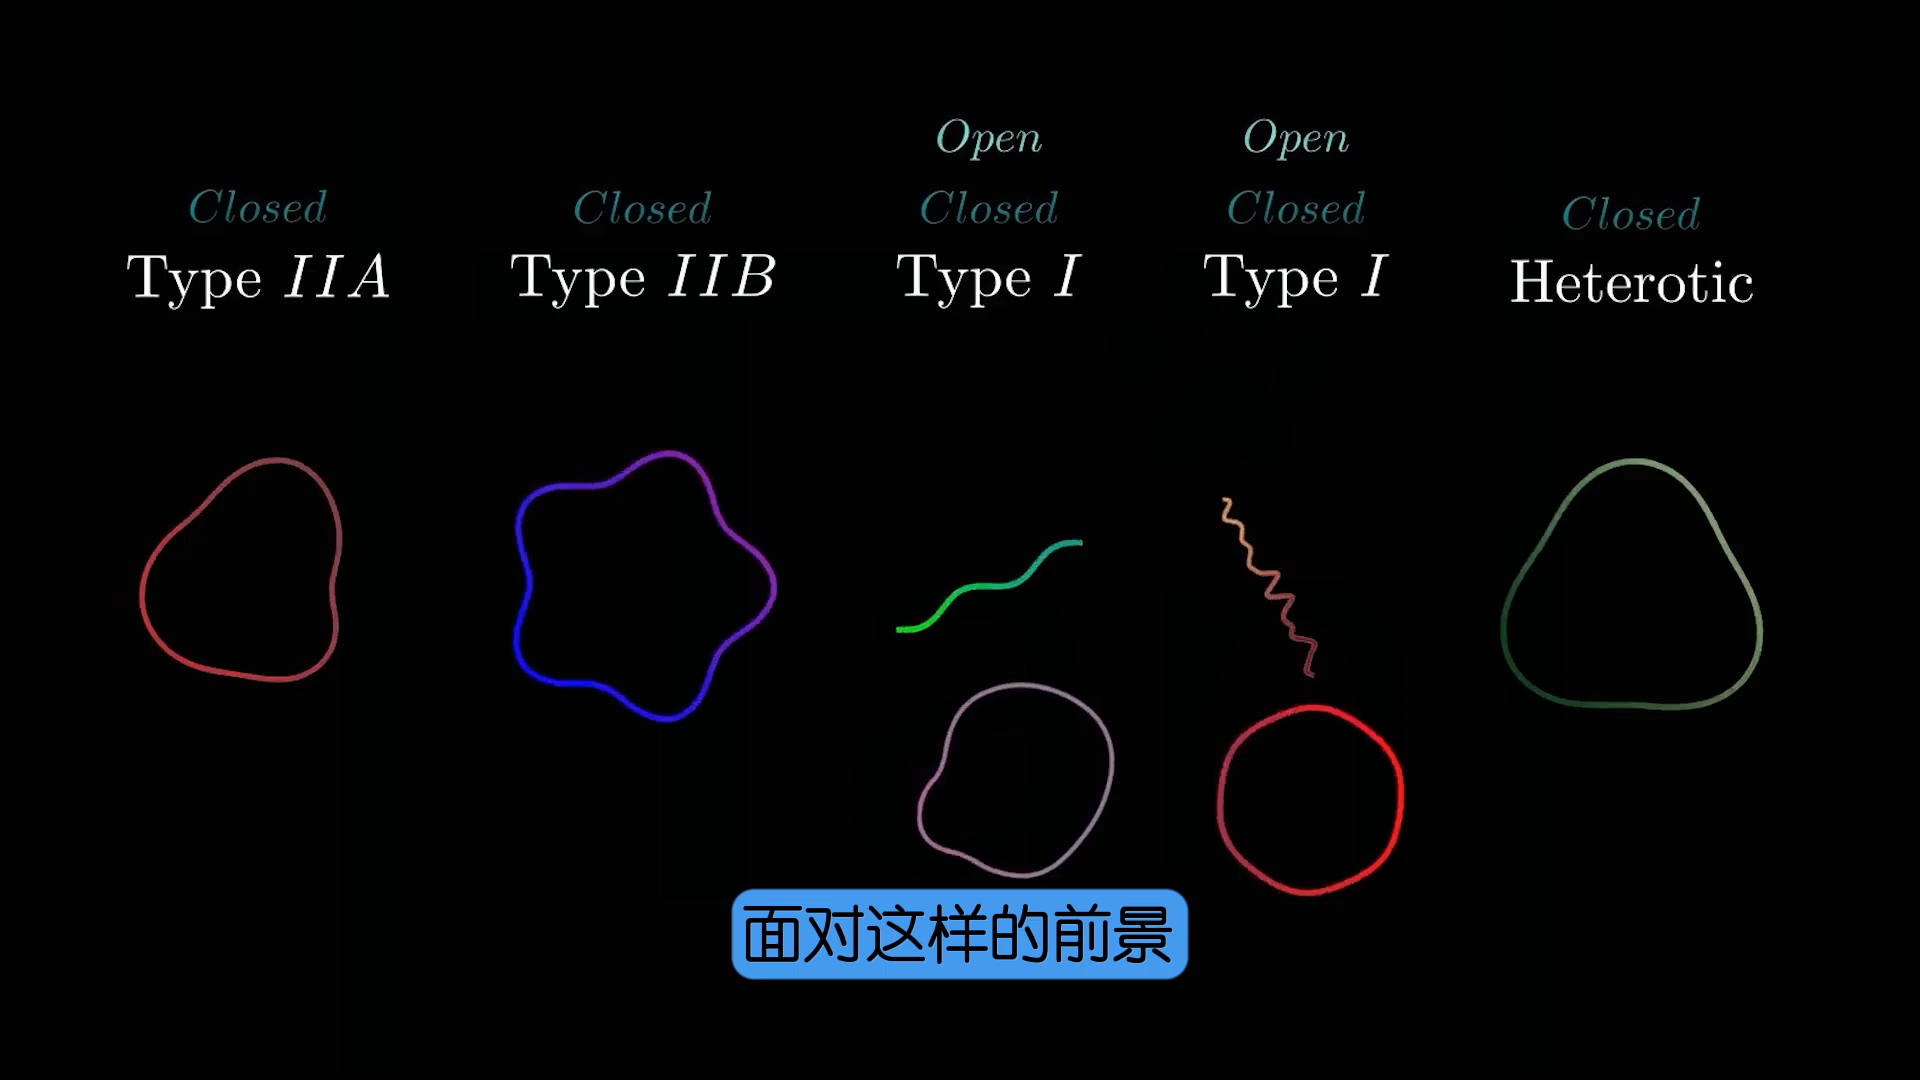 Closed
Type IIA
Closed
Type IIB
Open
Closed
Type I
Open
Closed
Type I
Closed
Heterotic
面对这样的前景